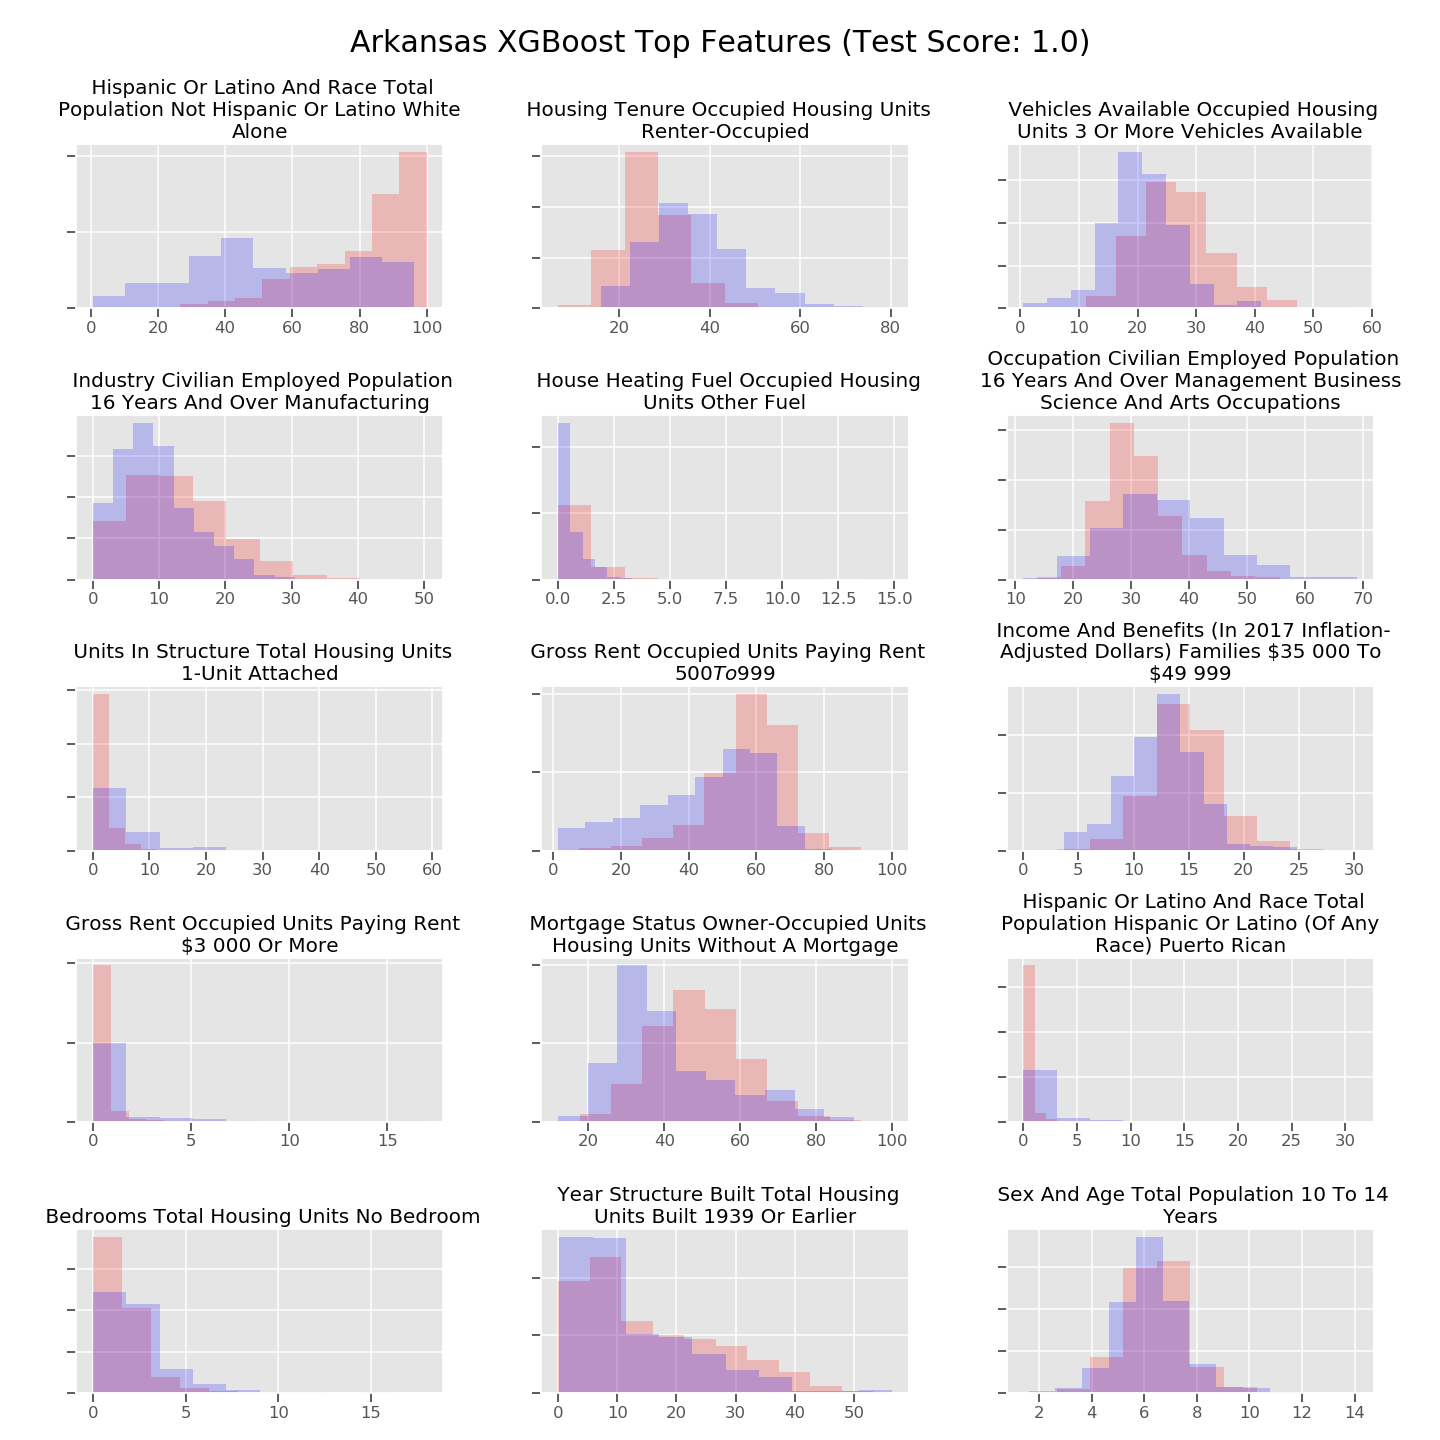 Arkansas XGBoost Top Features (Test Score: 1.0)
Hispanic Or Latino And Race Total
Population Not Hispanic Or Latino White
Alone
0 20 40 60 80 100
Housing Tenure Occupied Housing Units
Renter-Occupied
20 40 60 80
Vehicles Available Occupied Housing
Units 3 Or More Vehicles Available
0 10 20 30 40 50 60
Industry Civilian Employed Population
16 Years And Over Manufacturing
0 10 20 30 40 50
House Heating Fuel Occupied Housing
Units Other Fuel
0.0 2.5 5.0 7.5 10.0 12.5 15.0
Occupation Civilian Employed Population
16 Years And Over Management Business
Science And Arts Occupations
10 20 30 40 50 60 70
Units In Structure Total Housing Units
1-Unit Attached
0 10 20 30 40 50 60
Gross Rent Occupied Units Paying Rent
500To999
0 20 40 60 80 100
Income And Benefits (In 2017 Inflation-
Adjusted Dollars) Families $35 000 To
$49 999
0 5 10 15 20 25 30
Gross Rent Occupied Units Paying Rent
$3 000 Or More
0 5 10 15
Mortgage Status Owner-Occupied Units
Housing Units Without A Mortgage
20 40 60 80 100
Hispanic Or Latino And Race Total
Population Hispanic Or Latino (Of Any
Race) Puerto Rican
0 5 10 15 20 25 30
Bedrooms Total Housing Units No Bedroom
0 5 10 15
Year Structure Built Total Housing
Units Built 1939 Or Earlier
0 10 20 30 40 50
Sex And Age Total Population 10 To 14
Years
2 4 6 8 10 12 14